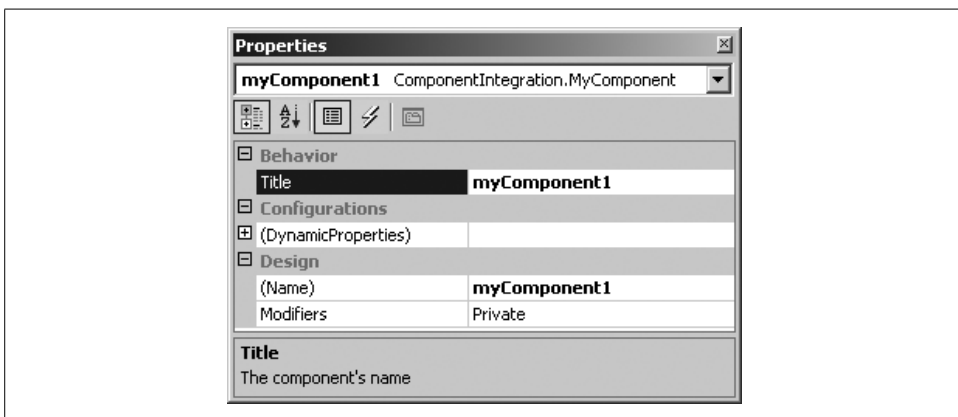 Properties
myComponent1 ComponentIntegration.MyComponent
Behavior
Title myComponent1
Configurations
(DynamicProperties)
Design
(Name) myComponent1
Modifiers Private
Title
The component's name